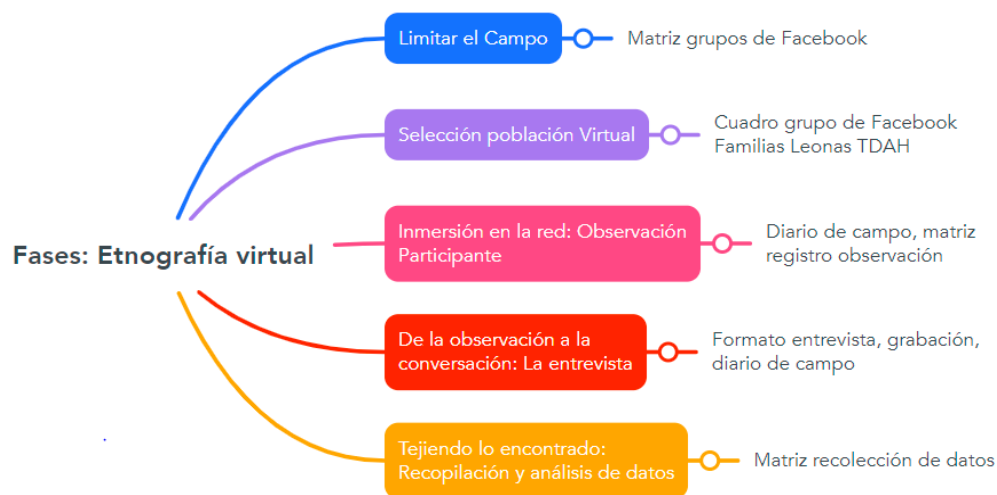 Limitar el Campo
Matriz grupos de Facebook
Selección población Virtual
Cuadro grupo de Facebook
Familias Leonas TDAH
Fases: Etnografía virtual
Inmersión en la red: Observación
Participante
Diario de campo, matriz
registro observación
De la observación a la
conversación: La entrevista
Formato entrevista, grabación,
diario de campo
Tejiendo lo encontrado:
Recopilación y análisis de datos
Matriz recolección de datos